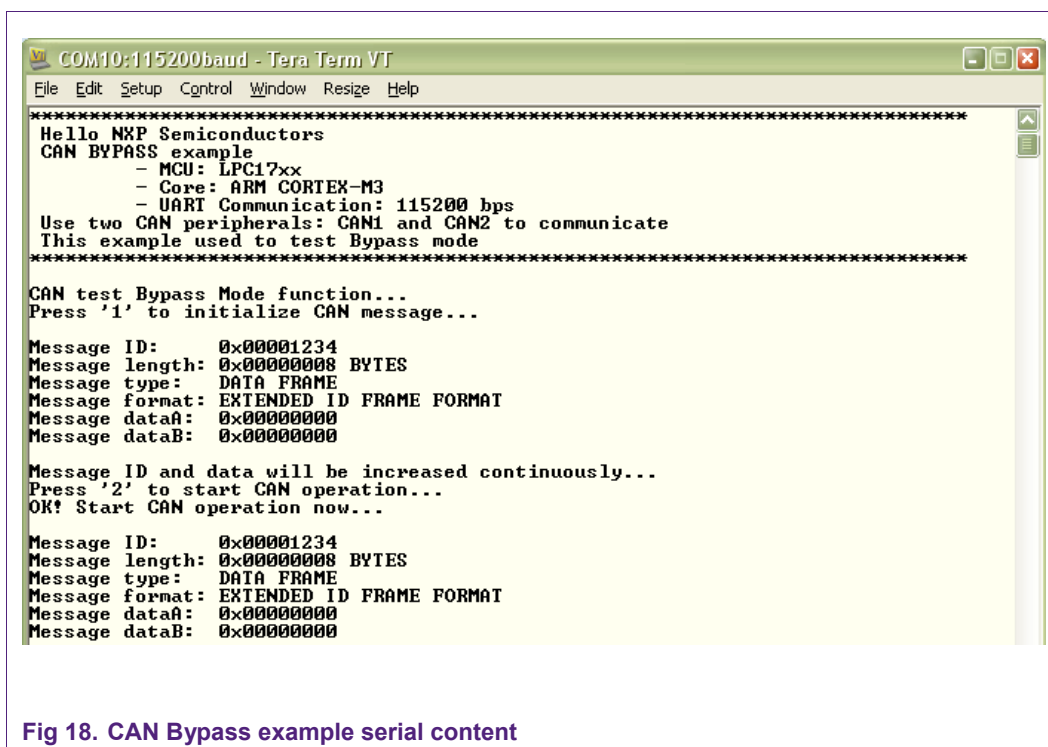 COM10:115200baud - Tera Term VT
File Edit Setup Control Window Resize Help
********************************************************************************
Hello NXP Semiconductors
CAN BYPASS example
- MCU: LPC17xx
- Core: ARM CORTEX-M3
- UART Communication: 115200 bps
Use two CAN peripherals: CAN1 and CAN2 to communicate
This example used to test Bypass mode
********************************************************************************
CAN test Bypass Mode function...
Press '1' to initialize CAN message...
Message ID: 0x00001234
Message length: 0x00000008 BYTES
Message type: DATA FRAME
Message format: EXTENDED ID FRAME FORMAT
Message dataA: 0x00000000
Message dataB: 0x00000000
Message ID and data will be increased continuously...
Press '2' to start CAN operation...
OK! Start CAN operation now...
Message ID: 0x00001234
Message length: 0x00000008 BYTES
Message type: DATA FRAME
Message format: EXTENDED ID FRAME FORMAT
Message dataA: 0x00000000
Message dataB: 0x00000000
Fig 18. CAN Bypass example serial content